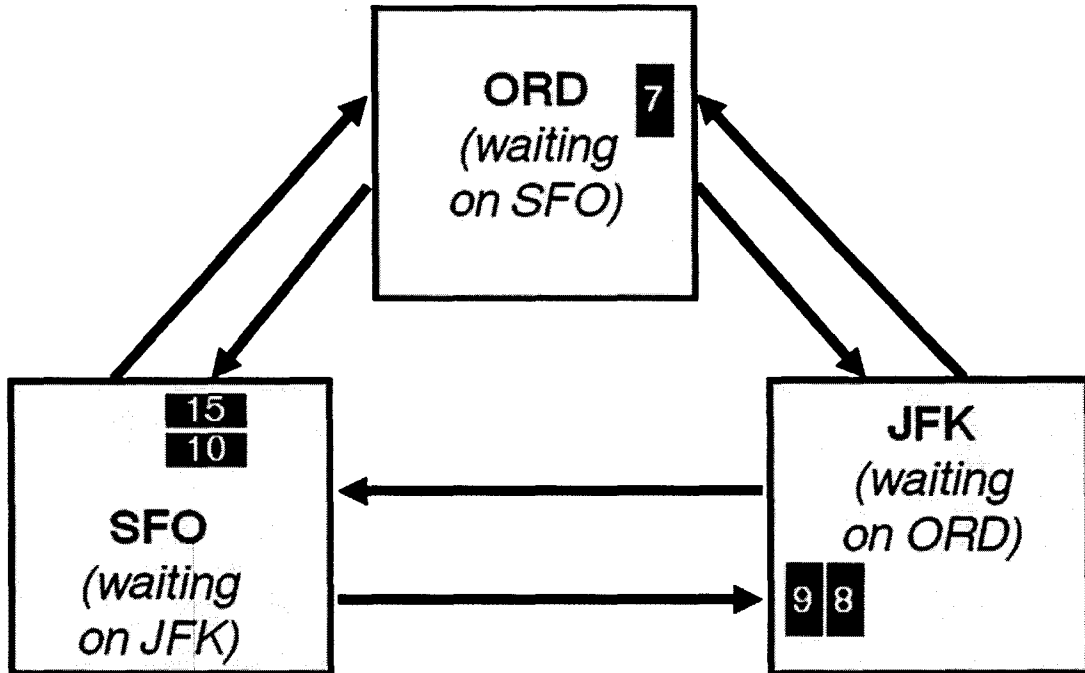 ORD
7
(waiting
on SFO)
15
10
SFO
(waiting
on JFK)
JFK
(waiting
on ORD)
9 8